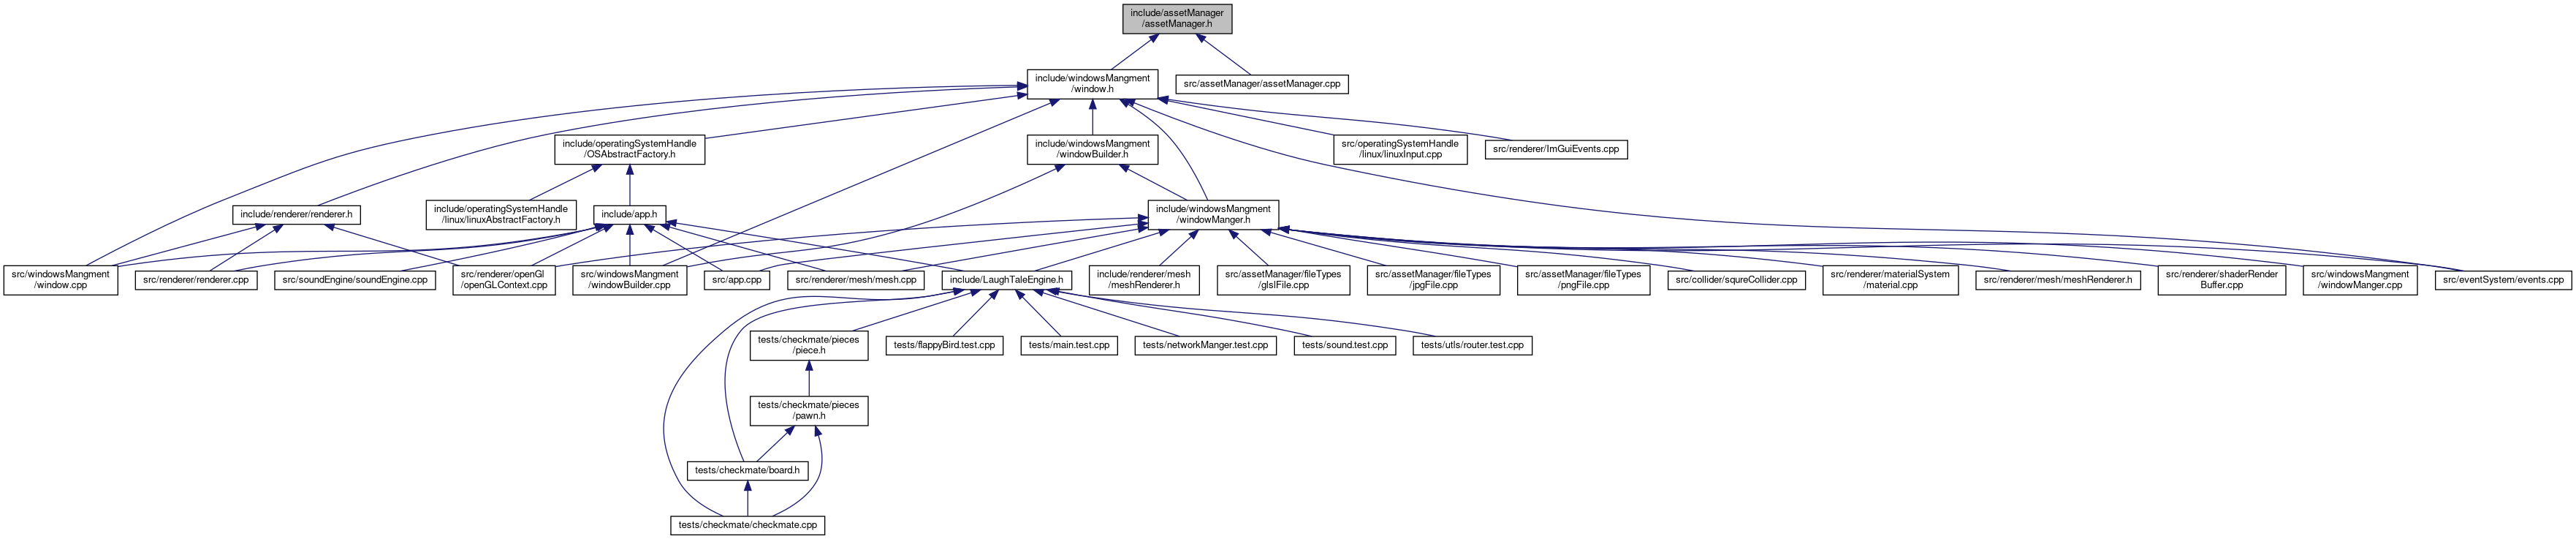 include/assetManager
/assetManager.h
include/windowsMangment
/window.h
src/assetManager/assetManager.cpp
include/operatingSystemHandle
/OSAbstractFactory.h
include/windowsMangment
/windowBuilder.h
src/operatingSystemHandle
/linux/linuxInput.cpp
src/renderer/ImGuiEvents.cpp
include/renderer/renderer.h
include/operatingSystemHandle
/linux/linuxAbstractFactory.h
include/app.h
include/windowsMangment
/windowManger.h
src/windowsMangment
/window.cpp
src/renderer/renderer.cpp
src/soundEngine/soundEngine.cpp
src/renderer/openGl
/openGLContext.cpp
src/windowsMangment
/windowBuilder.cpp
src/app.cpp
src/renderer/mesh/mesh.cpp
include/LaughTaleEngine.h
include/renderer/mesh
/meshRenderer.h
src/assetManager/fileTypes
/glslFile.cpp
src/assetManager/fileTypes
/jpgFile.cpp
src/assetManager/fileTypes
/pngFile.cpp
src/collider/squreCollider.cpp
src/renderer/materialSystem
/material.cpp
src/renderer/mesh/meshRenderer.h
src/renderer/shaderRender
Buffer.cpp
src/windowsMangment
/windowManger.cpp
src/eventSystem/events.cpp
tests/checkmate/pieces
/piece.h
tests/flappyBird.test.cpp
tests/main.test.cpp
tests/networkManger.test.cpp
tests/sound.test.cpp
tests/utls/router.test.cpp
tests/checkmate/pieces
/pawn.h
tests/checkmate/board.h
tests/checkmate/checkmate.cpp